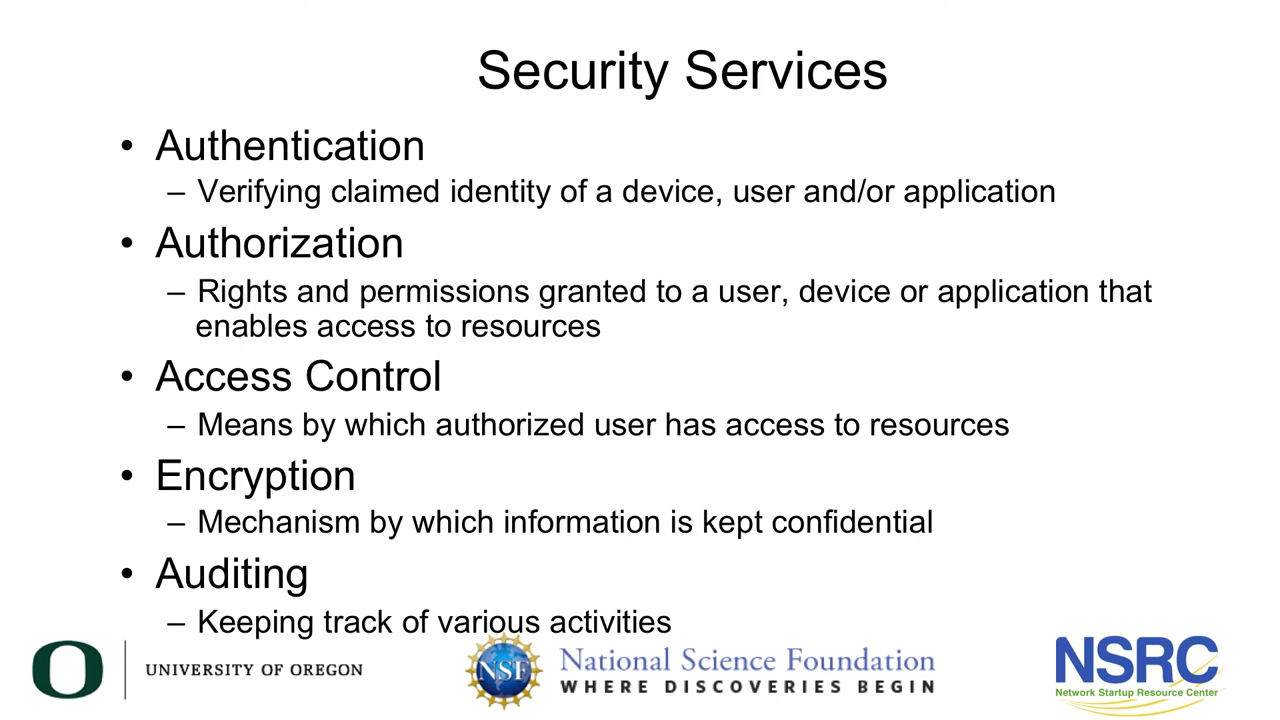 Security Services
• Authentication
– Verifying claimed identity of a device, user and/or application
• Authorization
– Rights and permissions granted to a user, device or application that
enables access to resources
• Access Control
– Means by which authorized user has access to resources
• Encryption
– Mechanism by which information is kept confidential
• Auditing
– Keeping track of various activities
O
UNIVERSITY OF OREGON
NSF
National Science Foundation
WHERE DISCOVERIES BEGIN
NSRC
Network Startup Resource Center